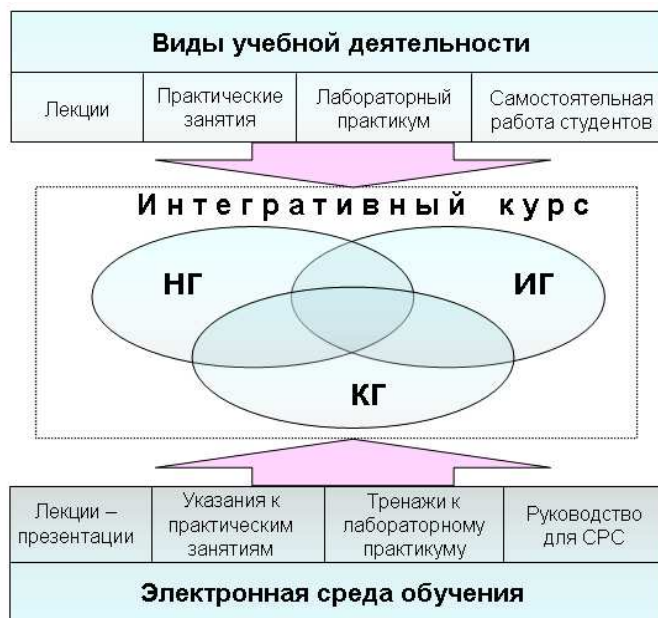 Виды учебной деятельности
Лекции
Практические
занятия
Лабораторный
практикум
Самостоятельная
работа студентов
Интегративный курс
НГ
ИГ
КГ
Лекции –
презентации
Указания к
практическим
занятиям
Тренажи к
лабораторному
практикуму
Руководство
для СРС
Электронная среда обучения